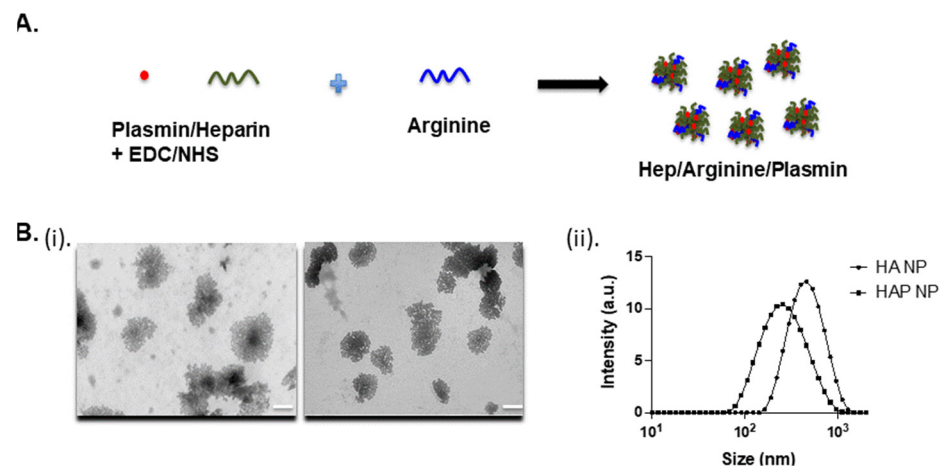 A.
Plasmin/Heparin
+ EDC/NHS
Arginine
Hep/Arginine/Plasmin
B. (i).
(ii).
15
10
5
0
Intensity (a.u.)
10¹
10²
10³
Size (nm)
HA NP
HAP NP